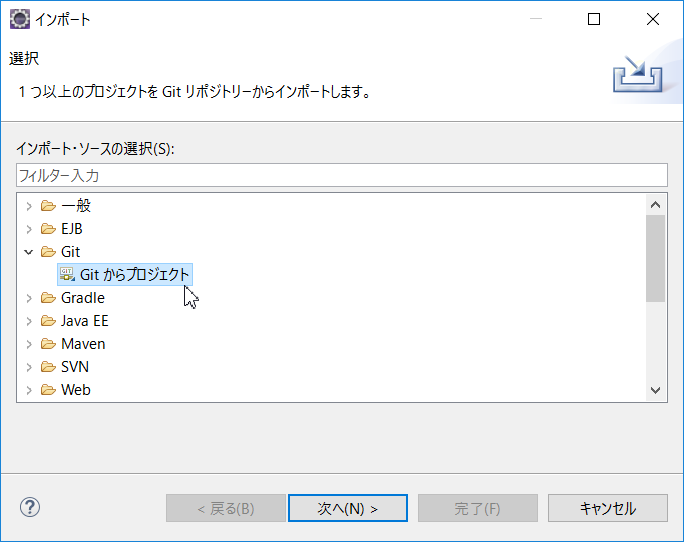 インポート
選択
1 つ以上のプロジェクトを Git リポジトリーからインポートします。
インポート・ソースの選択(S):
フィルター入力
一般
EJB
Git
GIT
Git からプロジェクト
Gradle
Java EE
Maven
SVN
Web
?
< 戻る(B)
次へ(N) >
完了(F)
キャンセル